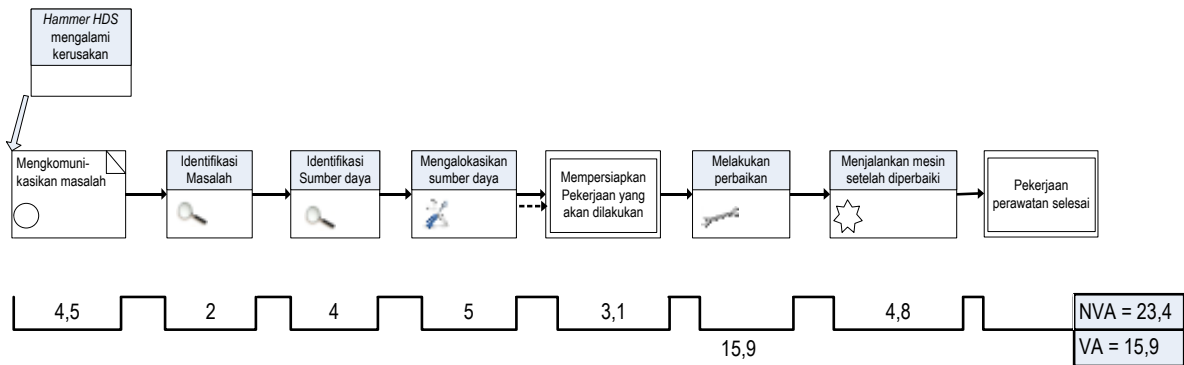 Hammer HDS
mengalami
kerusakan
Mengkomuni-
kasikan masalah
Identifikasi
Masalah
Identifikasi
Sumber daya
Mengalokasikan
sumber daya
Mempersiapkan
Pekerjaan yang
akan dilakukan
Melakukan
perbaikan
Menjalankan mesin
setelah diperbaiki
Pekerjaan
perawatan selesai
4,5
2
4
5
3,1
15,9
4,8
NVA = 23,4
VA = 15,9